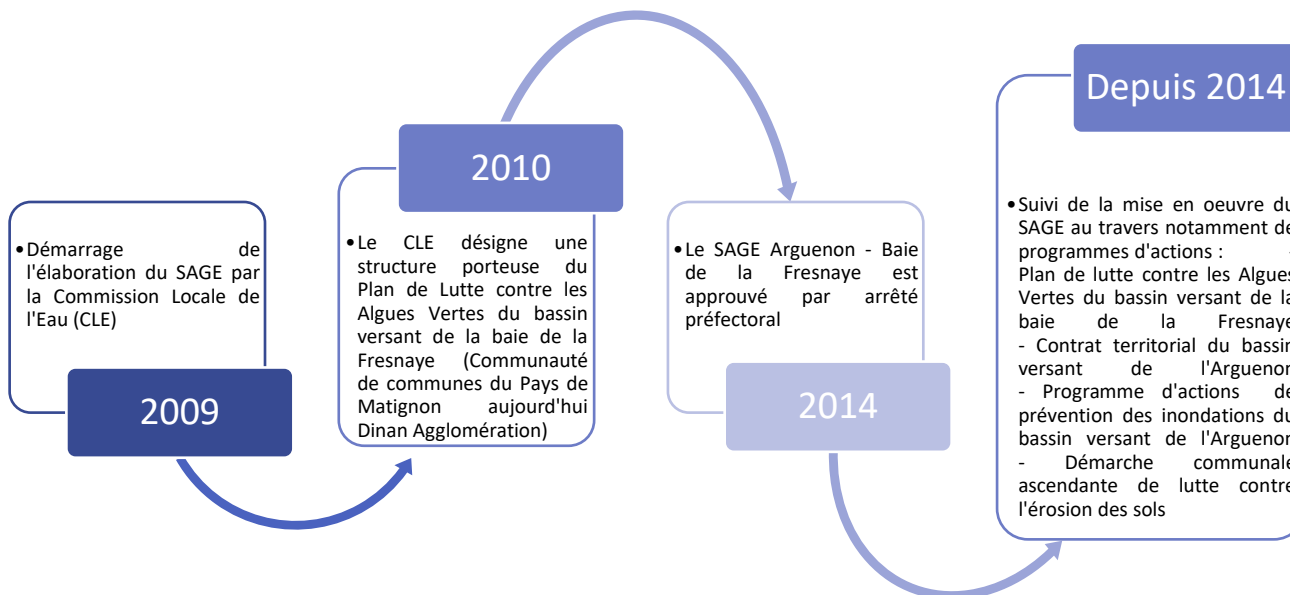 •Démarrage de
l'élaboration du SAGE par
la Commission Locale de
l'Eau (CLE)
2009
2010
•Le CLE désigne une
structure porteuse du
Plan de Lutte contre les
Algues Vertes du bassin
versant de la baie de la
Fresnaye (Communauté
de communes du Pays de
Matignon aujourd'hui
Dinan Agglomération)
•Le SAGE Arguenon - Baie
de la Fresnaye est
approuvé par arrêté
préfectoral
2014
Depuis 2014
•Suivi de la mise en oeuvre du
SAGE au travers notamment de
programmes d'actions : -
Plan de lutte contre les Algues
Vertes du bassin versant de la
baie de la Fresnaye
- Contrat territorial du bassin
versant de l'Arguenon
- Programme d'actions de
prévention des inondations du
bassin versant de l'Arguenon
- Démarche communale
ascendante de lutte contre
l'érosion des sols